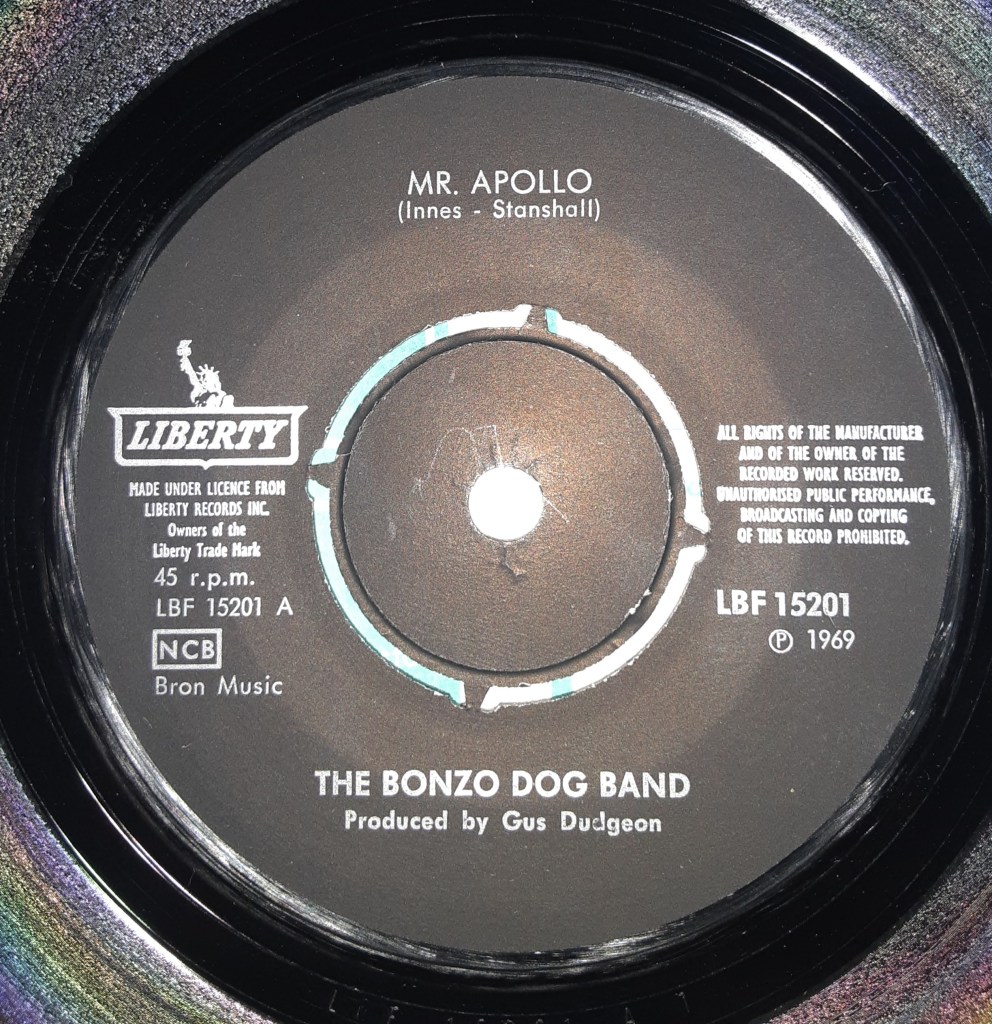 MR. APOLLO
(Innes - Stanshall)
LIBERTY
MADE UNDER LICENCE FROM
LIBERTY RECORDS INC.
Owners of the
Liberty Trade Mark
45 r.p.m.
LBF 15201 A
NCB
Bron Music
ALL RIGHTS OF THE MANUFACTURER
AND OF THE OWNER OF THE
RECORDED WORK RESERVED.
UNAUTHORISED PUBLIC PERFORMANCE,
BROADCASTING AND COPYING
OF THIS RECORD PROHIBITED.
LBF 15201
℗ 1969
THE BONZO DOG BAND
Produced by Gus Dudgeon